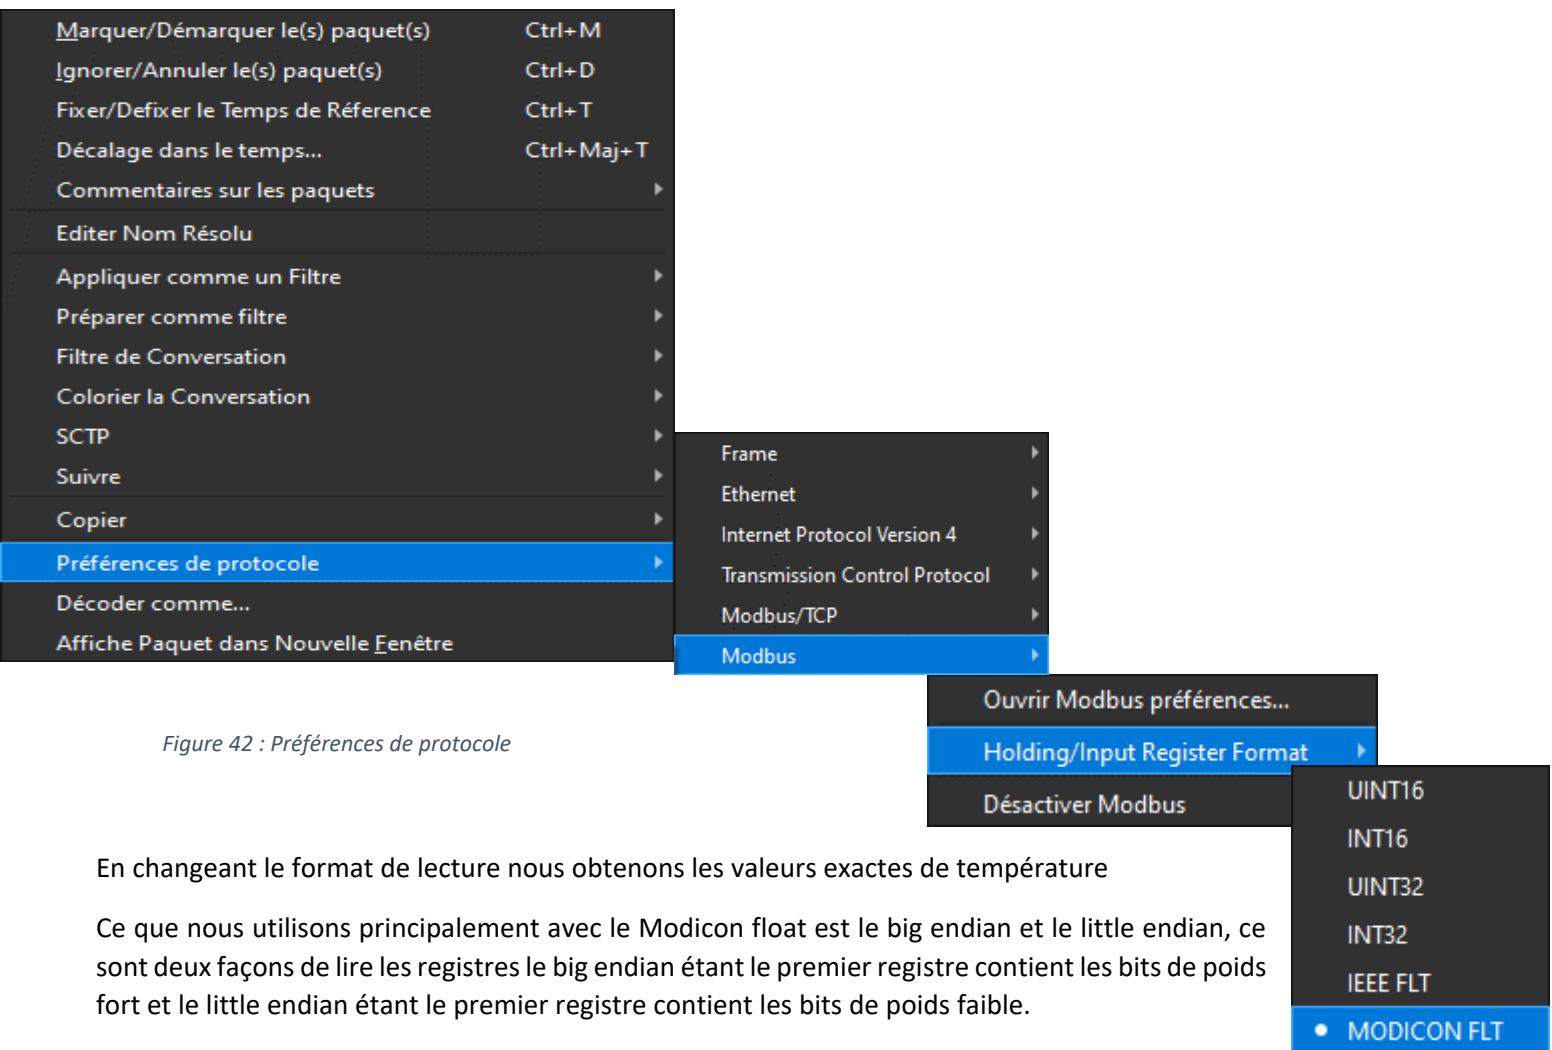 Marquer/Démarquer le(s) paquet(s) Ctrl+M
Ignorer/Annuler le(s) paquet(s) Ctrl+D
Fixer/Defixer le Temps de Réference Ctrl+T
Décalage dans le temps... Ctrl+Maj+T
Commentaires sur les paquets
Editer Nom Résolu
Appliquer comme un Filtre
Préparer comme filtre
Filtre de Conversation
Colorier la Conversation
SCTP
Suivre
Copier
Préférences de protocole
Décoder comme...
Affiche Paquet dans Nouvelle Fenêtre
Frame
Ethernet
Internet Protocol Version 4
Transmission Control Protocol
Modbus/TCP
Modbus
Ouvrir Modbus préférences...
Holding/Input Register Format
Désactiver Modbus
UINT16
INT16
UINT32
INT32
IEEE FLT
MODICON FLT
Figure 42 : Préférences de protocole
En changeant le format de lecture nous obtenons les valeurs exactes de température
Ce que nous utilisons principalement avec le Modicon float est le big endian et le little endian, ce
sont deux façons de lire les registres le big endian étant le premier registre contient les bits de poids
fort et le little endian étant le premier registre contient les bits de poids faible.